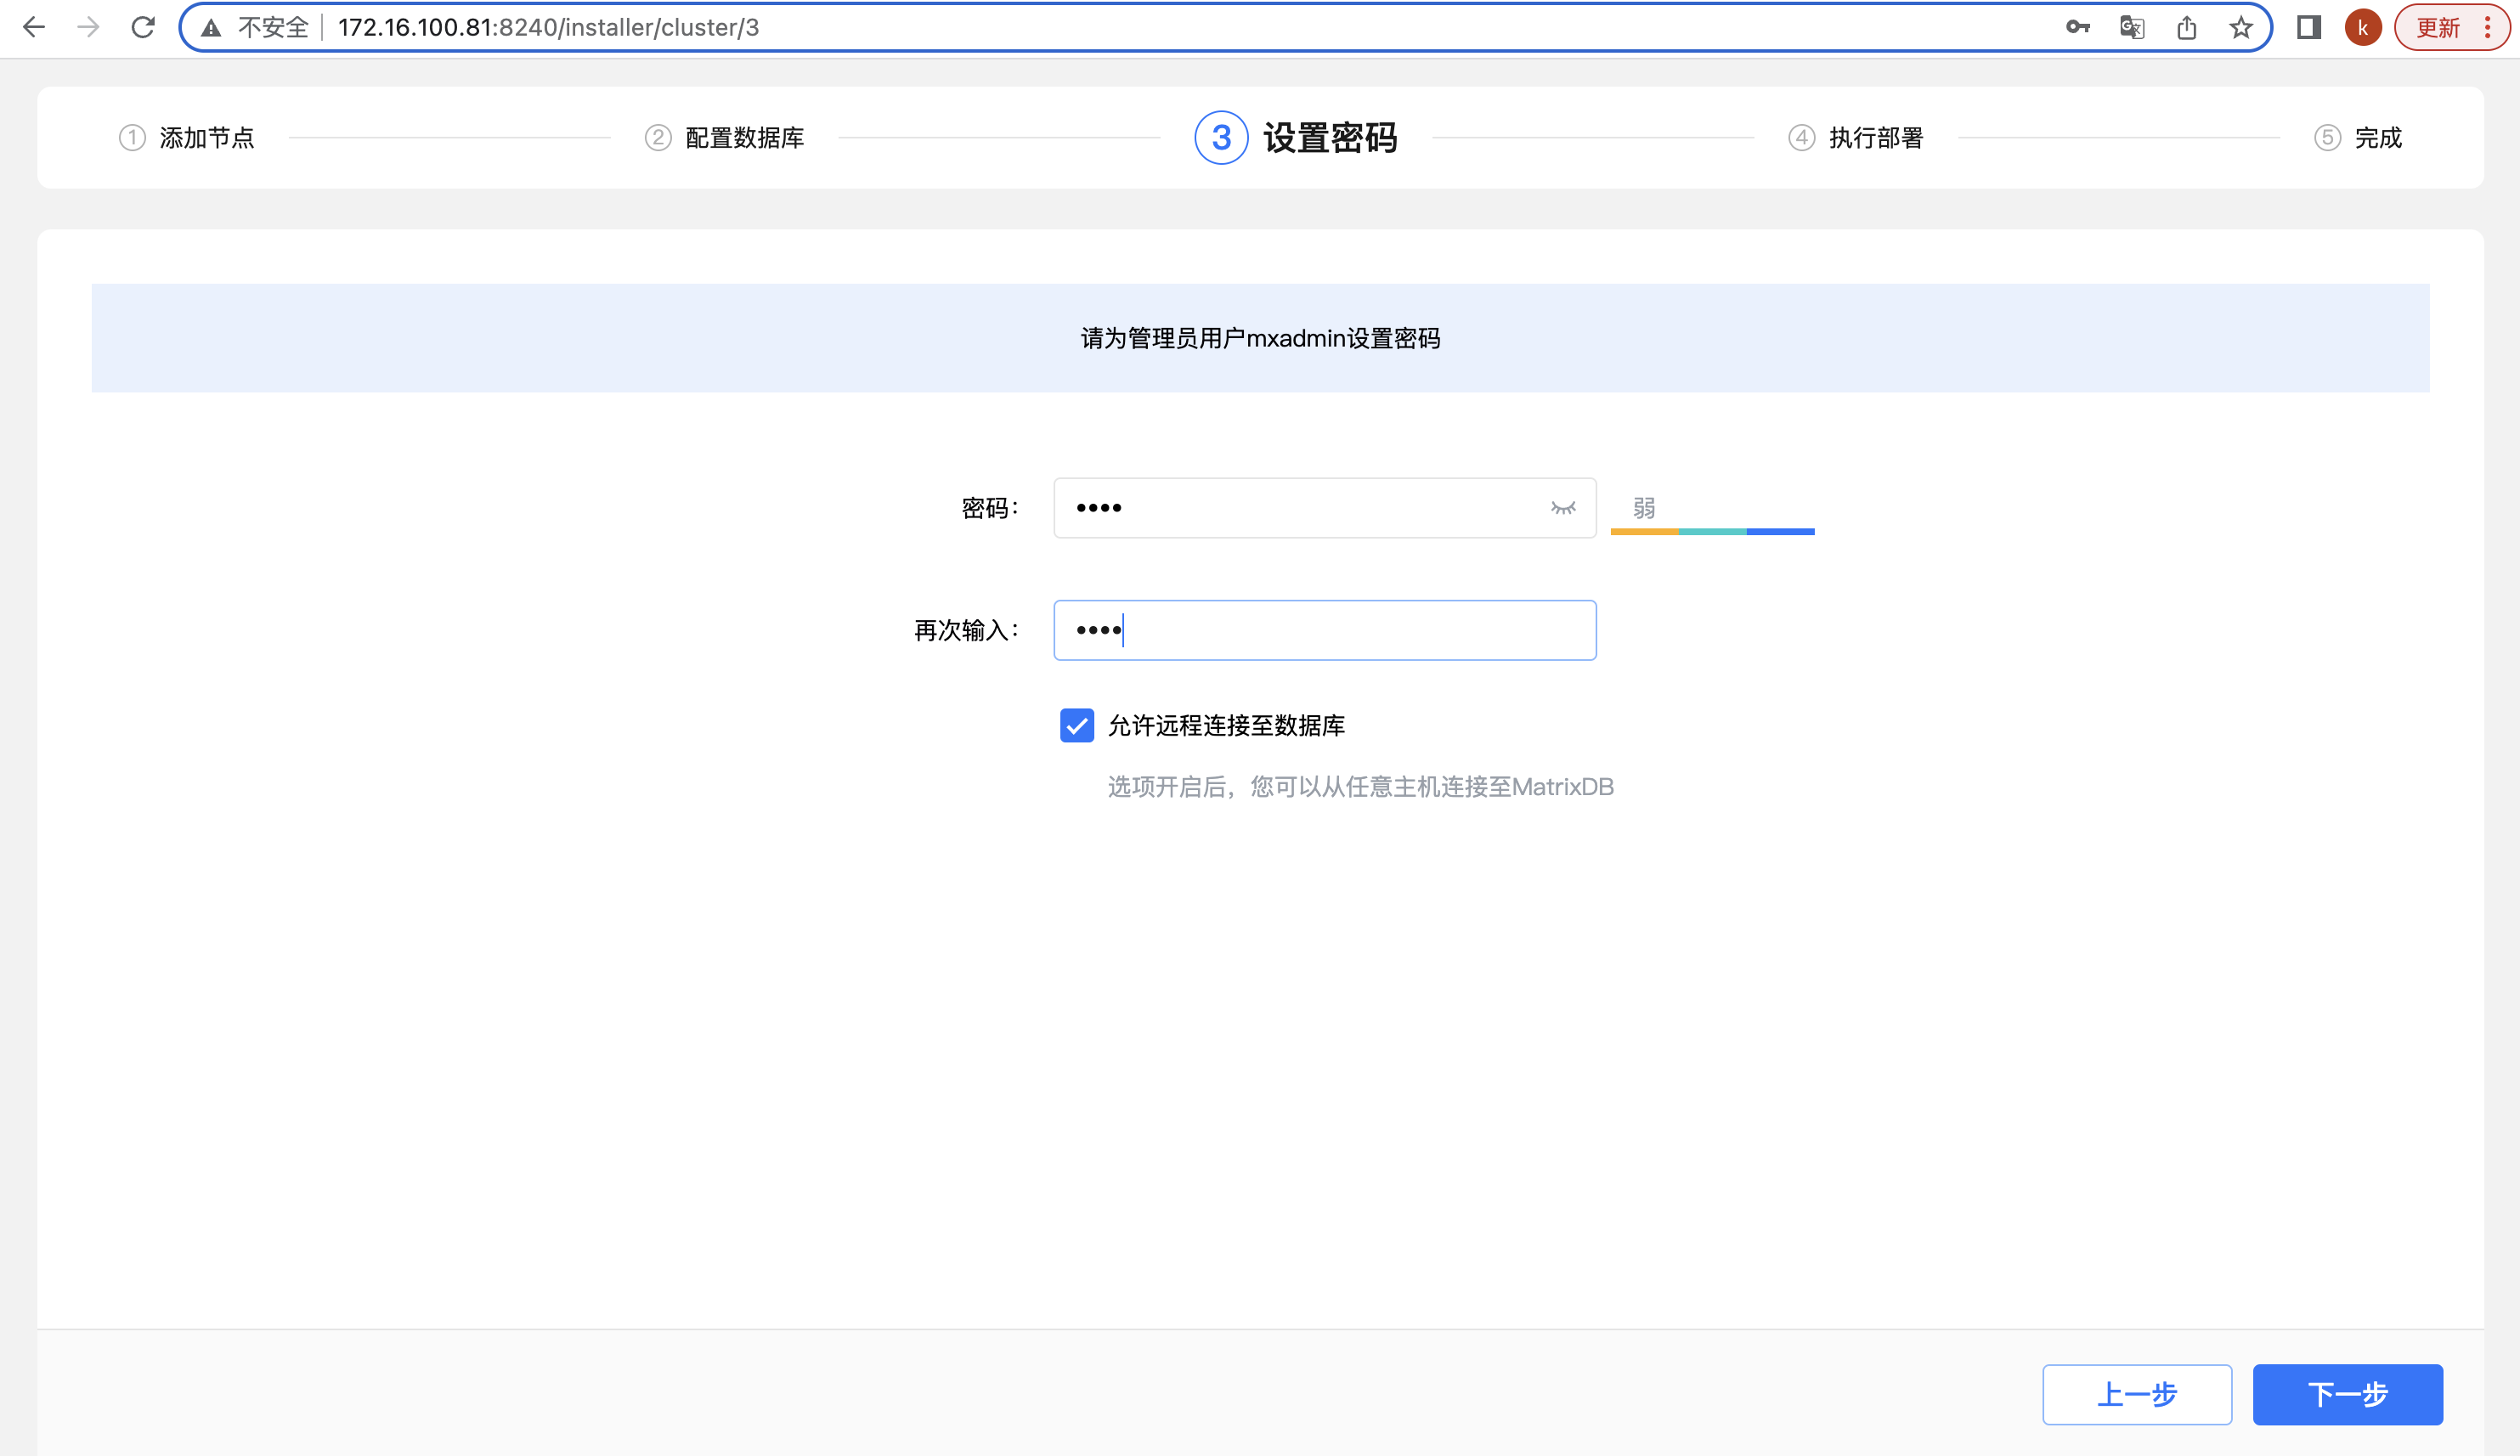 不安全 172.16.100.81:8240/installer/cluster/3 k 更新
1 添加节点 2 配置数据库 3 设置密码 4 执行部署 5 完成
请为管理员用户mxadmin设置密码
密码: •••• 弱
再次输入: ••••
允许远程连接至数据库
选项开启后，您可以从任意主机连接至MatrixDB
上一步 下一步